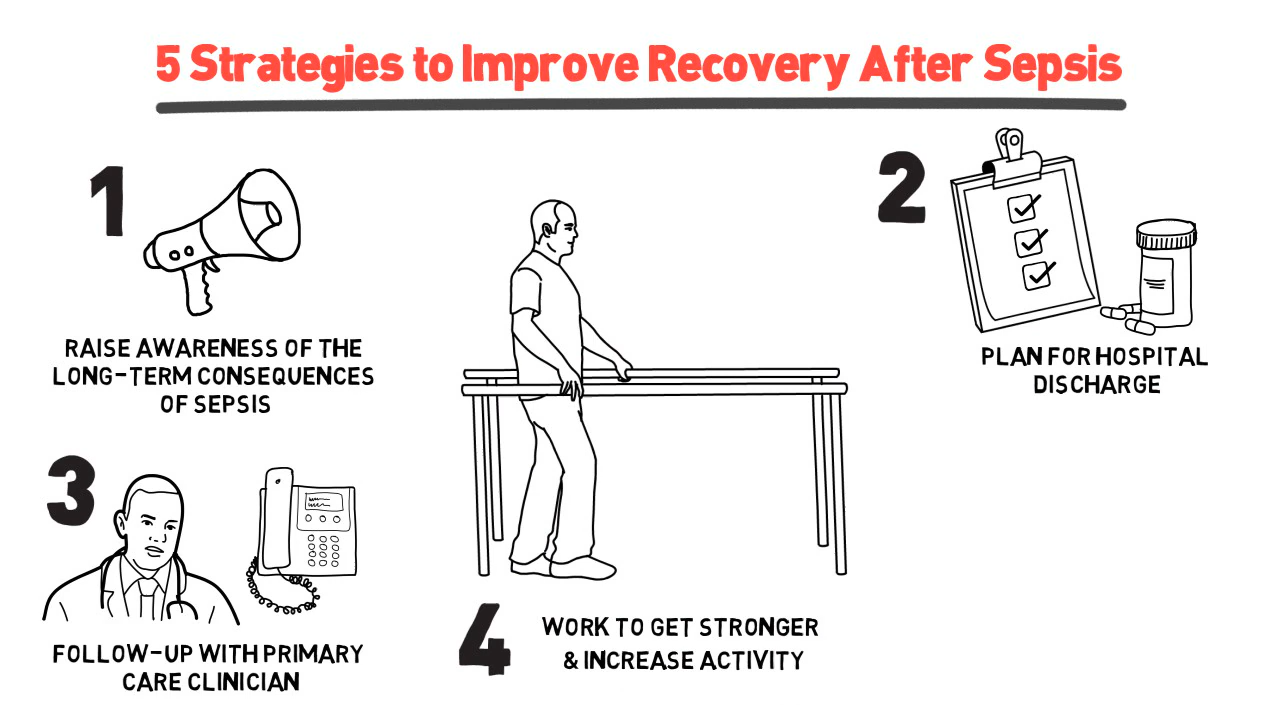 5 Strategies to Improve Recovery After Sepsis
1
RAISE AWARENESS OF THE
LONG-TERM CONSEQUENCES
OF SEPSIS
2
PLAN FOR HOSPITAL
DISCHARGE
3
FOLLOW-UP WITH PRIMARY
CARE CLINICIAN
4
WORK TO GET STRONGER
& INCREASE ACTIVITY